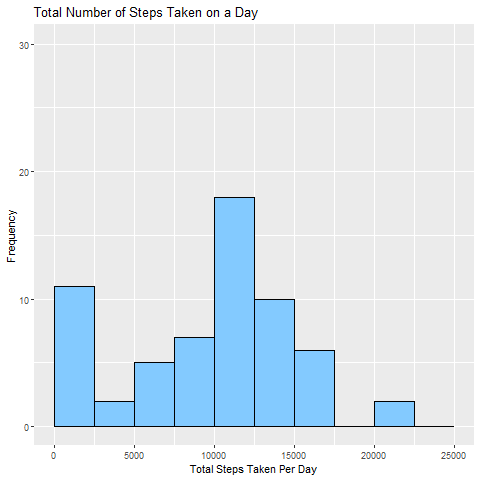 Total Number of Steps Taken on a Day
30
20
10
0
Frequency
0 5000 10000 15000 20000 25000
Total Steps Taken Per Day